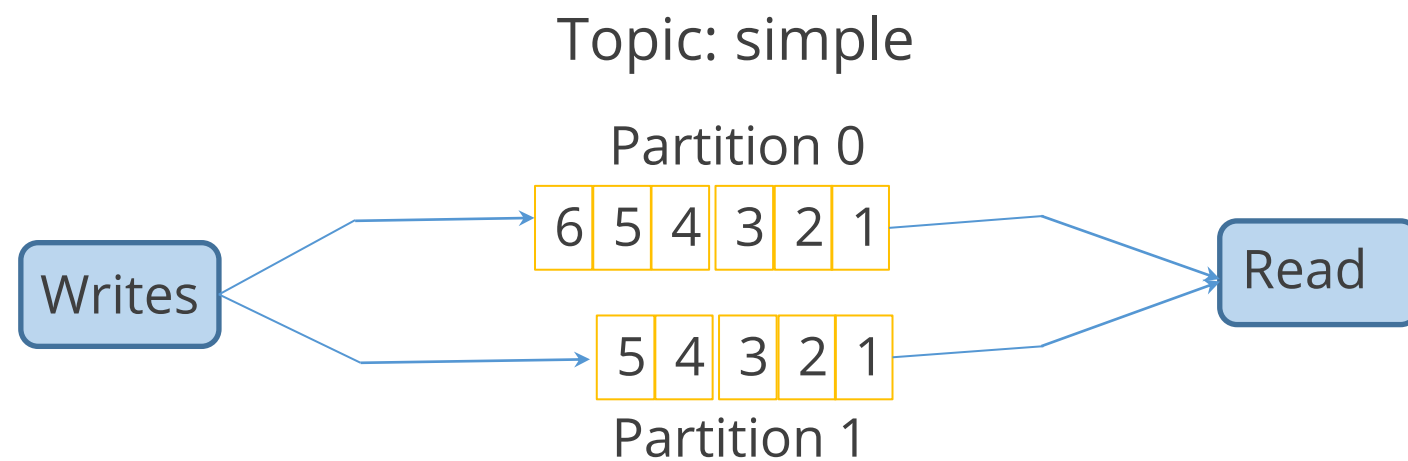 Topic: simple
Partition 0
6 5 4 3 2 1
Writes
Read
5 4 3 2 1
Partition 1